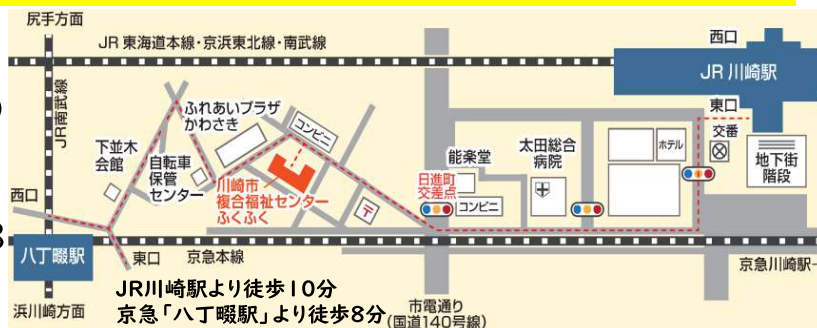 尻手方面
JR東海道本線・京浜東北線・南武線
西口
JR川崎駅
東口
JR南武線
ふれあいプラザ
かわさき
コンビニ
下並木
会館
自転車
保管
センター
川崎市
複合福祉センター
ふくふく
〒
能楽堂
日進町
交差点
コンビニ
太田総合
病院
ホテル
交番
地下街
階段
西口
八丁畷駅
東口
京急本線
京急川崎駅
浜川崎方面
JR川崎駅より徒歩10分
京急「八丁畷駅」より徒歩8分
市電通り
(国道140号線)